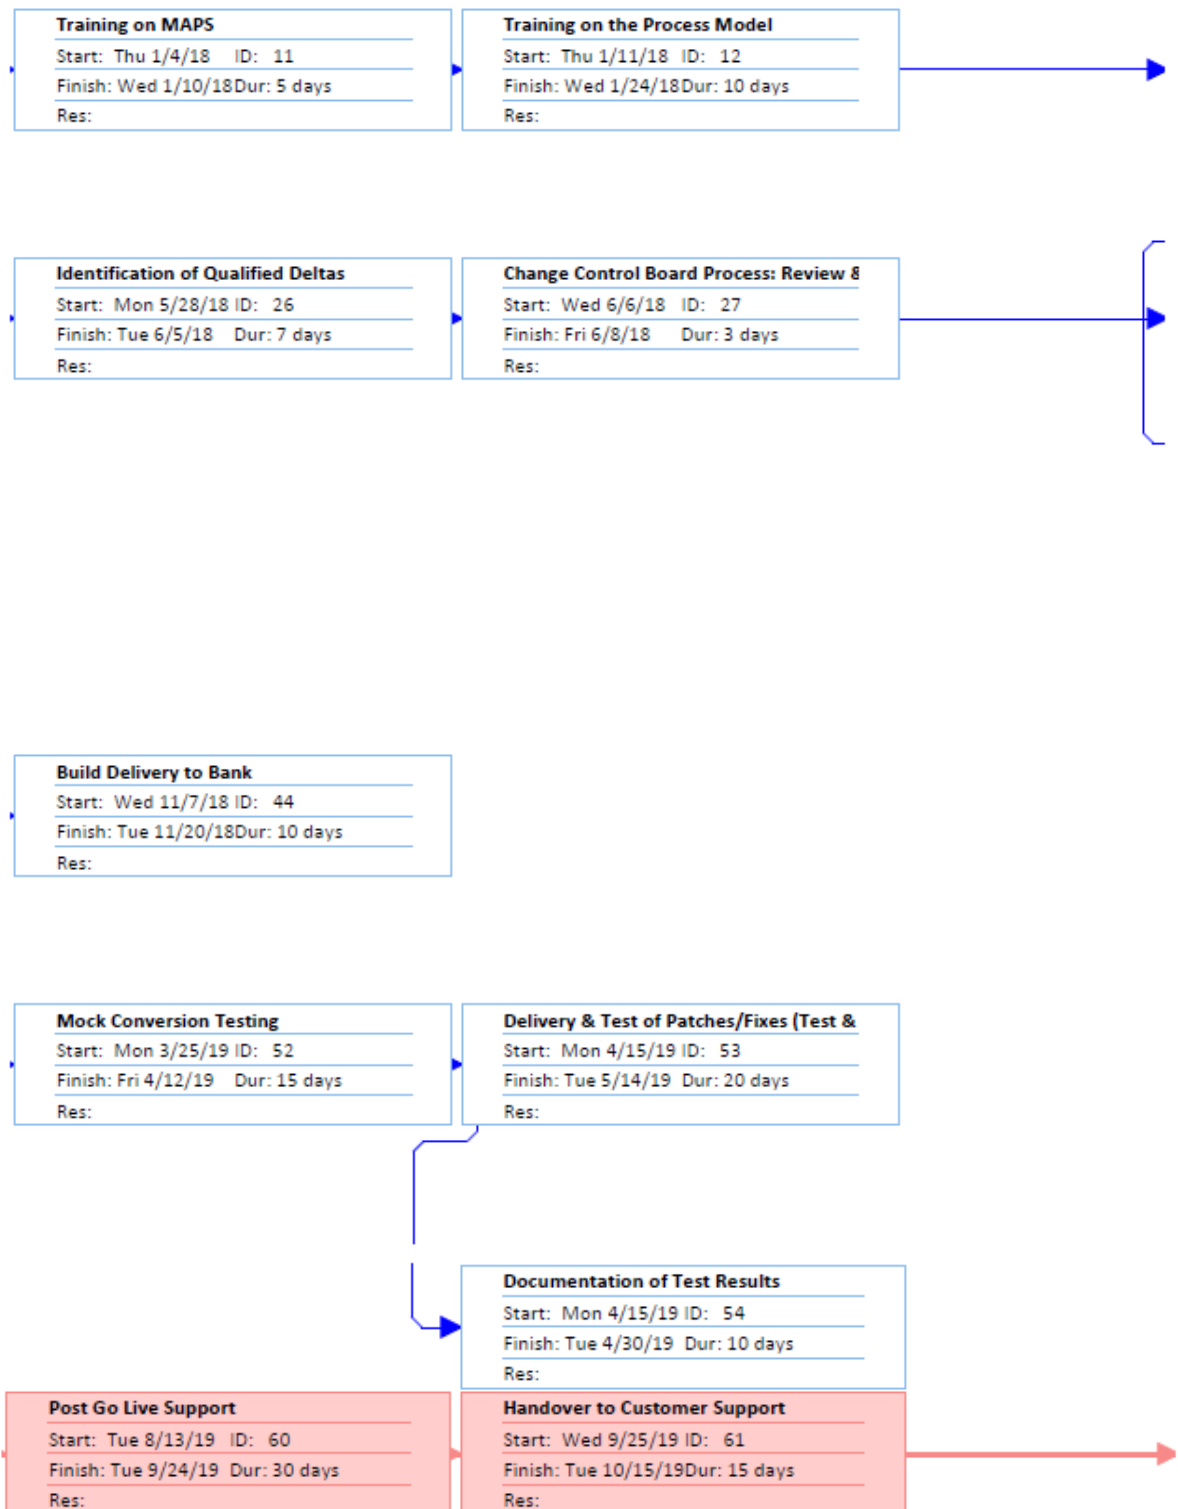 Training on MAPS
Start: Thu 1/4/18 ID: 11
Finish: Wed 1/10/18Dur: 5 days
Res:
Training on the Process Model
Start: Thu 1/11/18 ID: 12
Finish: Wed 1/24/18Dur: 10 days
Res:
Identification of Qualified Deltas
Start: Mon 5/28/18 ID: 26
Finish: Tue 6/5/18 Dur: 7 days
Res:
Change Control Board Process: Review &
Start: Wed 6/6/18 ID: 27
Finish: Fri 6/8/18 Dur: 3 days
Res:
Build Delivery to Bank
Start: Wed 11/7/18 ID: 44
Finish: Tue 11/20/18Dur: 10 days
Res:
Mock Conversion Testing
Start: Mon 3/25/19 ID: 52
Finish: Fri 4/12/19 Dur: 15 days
Res:
Delivery & Test of Patches/Fixes (Test &
Start: Mon 4/15/19 ID: 53
Finish: Tue 5/14/19 Dur: 20 days
Res:
Documentation of Test Results
Start: Mon 4/15/19 ID: 54
Finish: Tue 4/30/19 Dur: 10 days
Res:
Post Go Live Support
Start: Tue 8/13/19 ID: 60
Finish: Tue 9/24/19 Dur: 30 days
Res:
Handover to Customer Support
Start: Wed 9/25/19 ID: 61
Finish: Tue 10/15/19Dur: 15 days
Res: